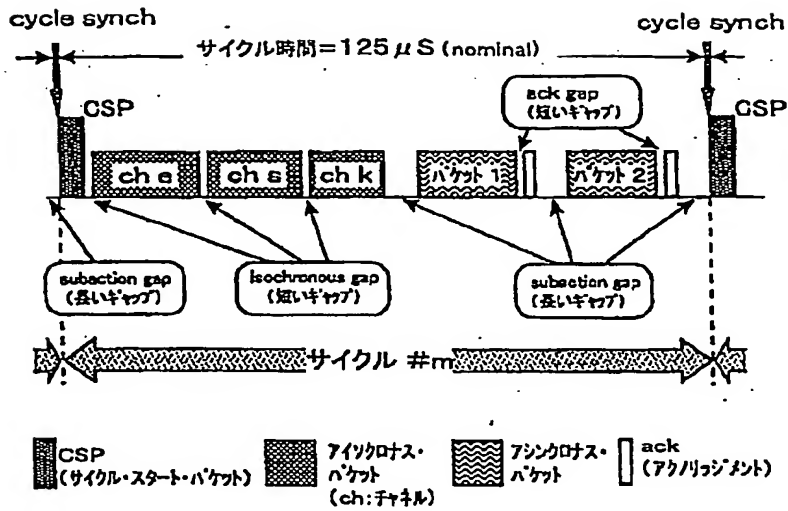 cycle synch
cycle synch
サイクル時間=125μS (nominal)
CSP
ack gap
(短いギャップ)
CSP
ch e
ch s
ch k
パケット 1
パケット 2
subaction gap
(長いギャップ)
isochronous gap
(短いギャップ)
subaction gap
(長いギャップ)
サイクル #m
CSP
(サイクル・スタート・パケット)
アイソクロナス・
パケット
(ch:チャネル)
アシンクロナス・
パケット
ack
(アクノリッジメント)